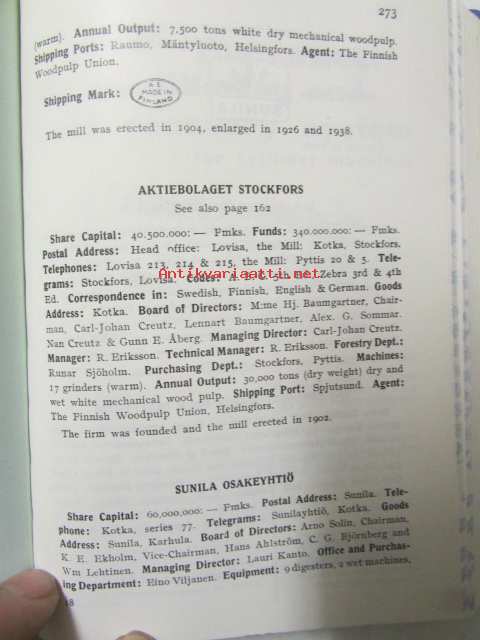 273
(warm). Annual Output: 7,500 tons white dry mechanical woodpulp.
Shipping Ports: Raumo, Mäntyluoto, Helsingfors. Agent: The Finnish
Woodpulp Union.
Shipping Mark:
A. E.
MADE IN
FINLAND
The mill was erected in 1904, enlarged in 1926 and 1938.
AKTIEBOLAGET STOCKFORS
See also page 162
Share Capital: 40.500.000: — Fmks. Funds: 340.000.000: — Fmks.
Postal Address: Head office: Lovisa, the Mill: Kotka, Stockfors.
Telephones: Lovisa 213, 214 & 215, the Mill: Pyttis 20 & 5. Tele-
grams: Stockfors, Lovisa. Codes: A. B. C. 5th Ed., Zebra 3rd & 4th
Antikvariaatti.net
Ed. Correspondence in: Swedish, Finnish, English & German. Goods
Address: Kotka. Board of Directors: M:me Hj. Baumgartner, Chair-
man, Carl-Johan Creutz, Lennart Baumgartner, Alex. G. Sommar.
Nan Creutz & Gunn E. Åberg. Managing Director: Carl-Johan Creutz.
Manager: R. Eriksson. Technical Manager: R. Eriksson. Forestry Dept.:
Runar Sjöholm. Purchasing Dept.: Stockfors, Pyttis. Machines:
17 grinders (warm). Annual Output: 30,000 tons (dry weight) dry and
wet white mechanical wood pulp. Shipping Port: Spjutsund. Agent:
The Finnish Woodpulp Union, Helsingfors.
The firm was founded and the mill erected in 1902.
SUNILA OSAKEYHTIÖ
Share Capital: 60,000,000: — Fmks. Postal Address: Sunila. Tele-
phone: Kotka, series 77. Telegrams: Sunilayhtiö, Kotka. Goods
Address: Sunila, Karhula. Board of Directors: Arno Solin, Chairman,
K. E. Ekholm, Vice-Chairman, Hans Ahlström, C. G. Björnberg and
Wm Lehtinen. Managing Director: Lauri Kanto. Office and Purchas-
ing Department: Eino Viljanen. Equipment: 9 digesters, 2 wet machines,
18